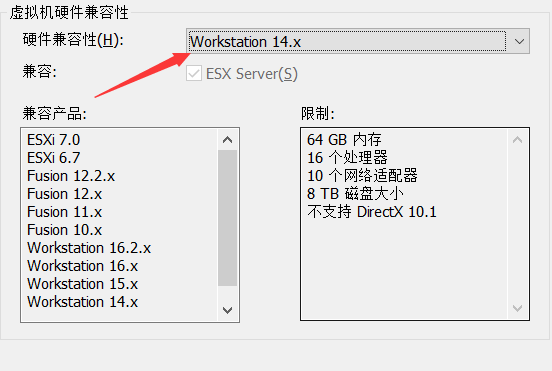 虚拟机硬件兼容性
硬件兼容性(H): Workstation 14.x
兼容: ESX Server(S)
兼容产品:
ESXi 7.0
ESXi 6.7
Fusion 12.2.x
Fusion 12.x
Fusion 11.x
Fusion 10.x
Workstation 16.2.x
Workstation 16.x
Workstation 15.x
Workstation 14.x
限制:
64 GB 内存
16 个处理器
10 个网络适配器
8 TB 磁盘大小
不支持 DirectX 10.1